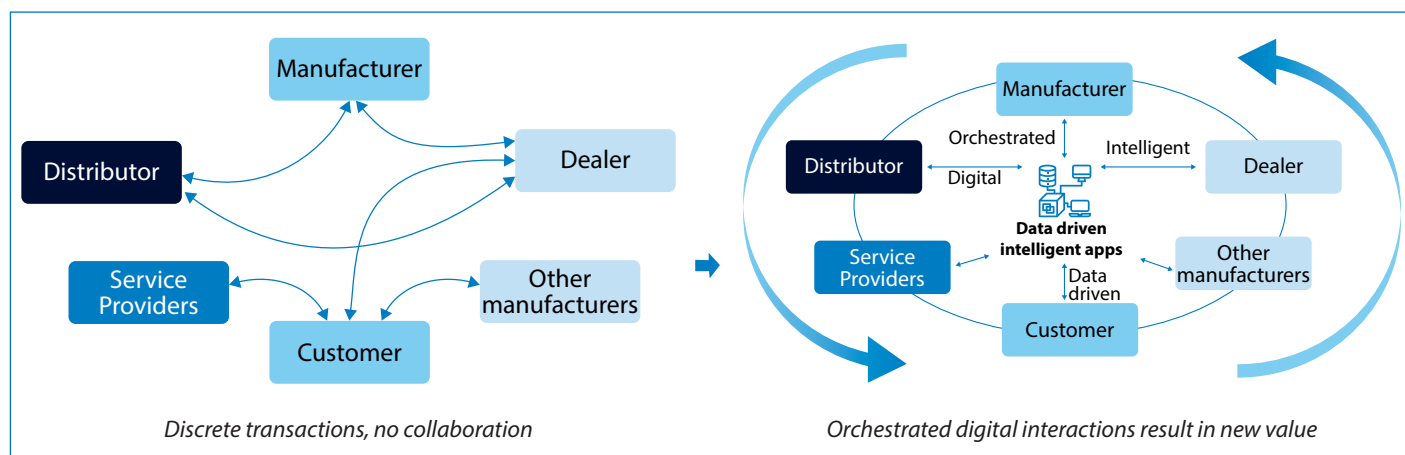 Manufacturer
Distributor
Dealer
Service
Providers
Other
manufacturers
Customer
Discrete transactions, no collaboration
Manufacturer
Orchestrated
Intelligent
Distributor
Digital
Dealer
Data driven
intelligent apps
Service
Providers
Other
manufacturers
Data
driven
Customer
Orchestrated digital interactions result in new value